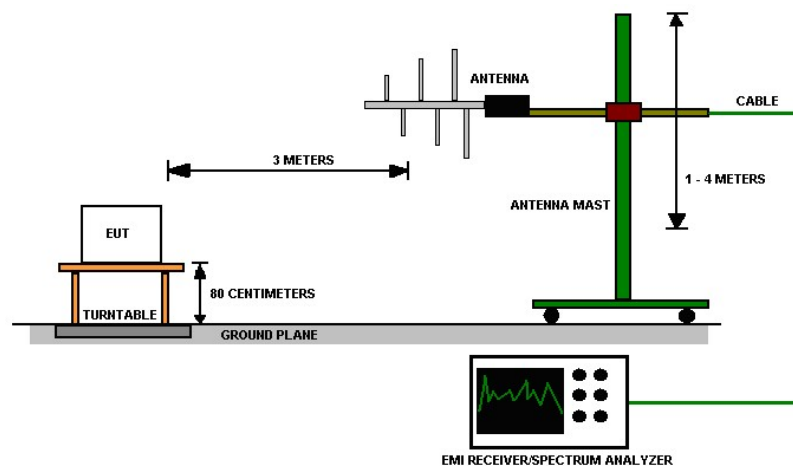 ANTENNA
CABLE
3 METERS
1 - 4 METERS
ANTENNA MAST
EUT
80 CENTIMETERS
TURNTABLE
GROUND PLANE
EMI RECEIVER/SPECTRUM ANALYZER